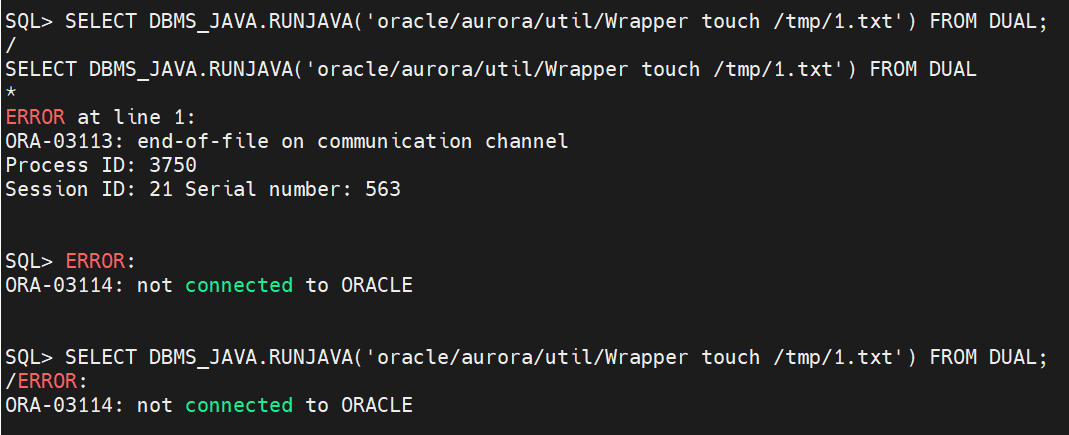 SQL> SELECT DBMS_JAVA.RUNJAVA('oracle/aurora/util/Wrapper touch /tmp/1.txt') FROM DUAL;
/
SELECT DBMS_JAVA.RUNJAVA('oracle/aurora/util/Wrapper touch /tmp/1.txt') FROM DUAL
*
ERROR at line 1:
ORA-03113: end-of-file on communication channel
Process ID: 3750
Session ID: 21 Serial number: 563
SQL> ERROR:
ORA-03114: not connected to ORACLE
SQL> SELECT DBMS_JAVA.RUNJAVA('oracle/aurora/util/Wrapper touch /tmp/1.txt') FROM DUAL;
/ERROR:
ORA-03114: not connected to ORACLE